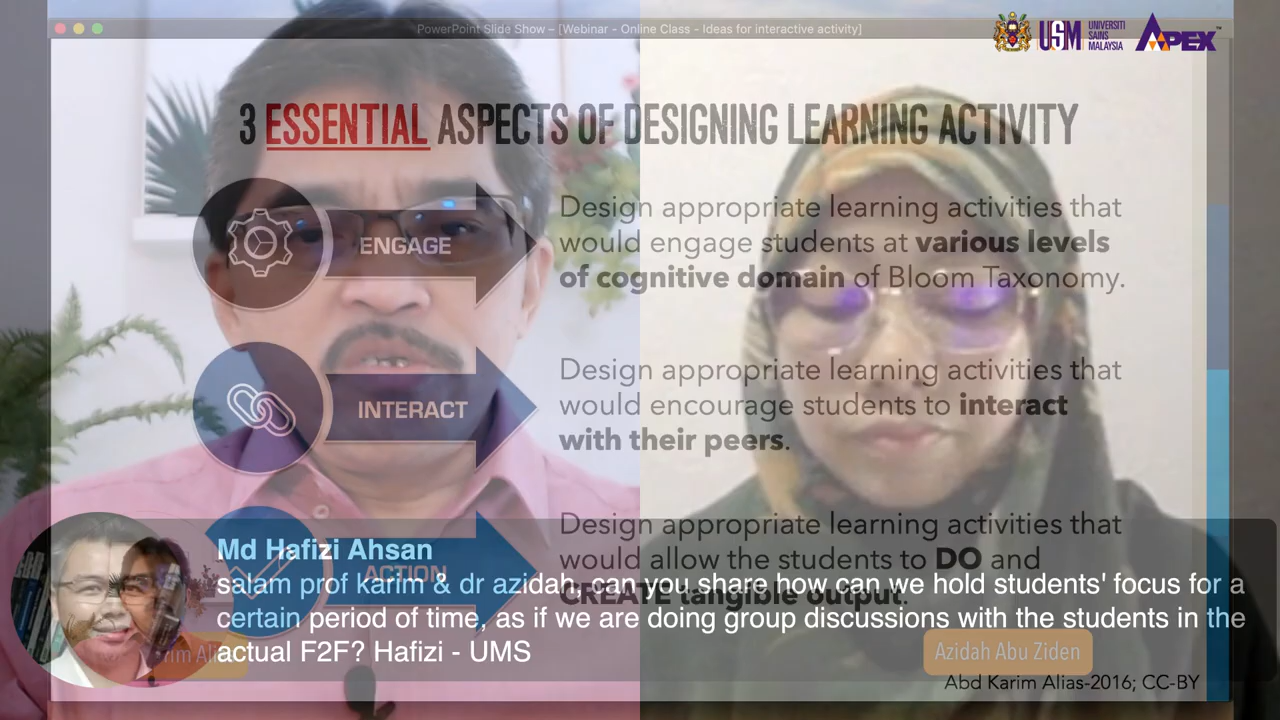 PowerPoint Slide Show – [Webinar - Online Class - Ideas for interactive activity]
USM
UNIVERSITI
SAINS
MALAYSIA
APEX™
3 ESSENTIAL ASPECTS OF DESIGNING LEARNING ACTIVITY
ENGAGE
Design appropriate learning activities that
would engage students at various levels
of cognitive domain of Bloom Taxonomy.
INTERACT
Design appropriate learning activities that
would encourage students to interact
with their peers.
ACTION
Design appropriate learning activities that
would allow the students to DO and
CREATE tangible output.
Md Hafizi Ahsan
salam prof karim & dr azidah, can you share how can we hold students' focus for a
certain period of time, as if we are doing group discussions with the students in the
actual F2F? Hafizi - UMS
Azidah Abu Ziden
Abd Karim Alias-2016; CC-BY